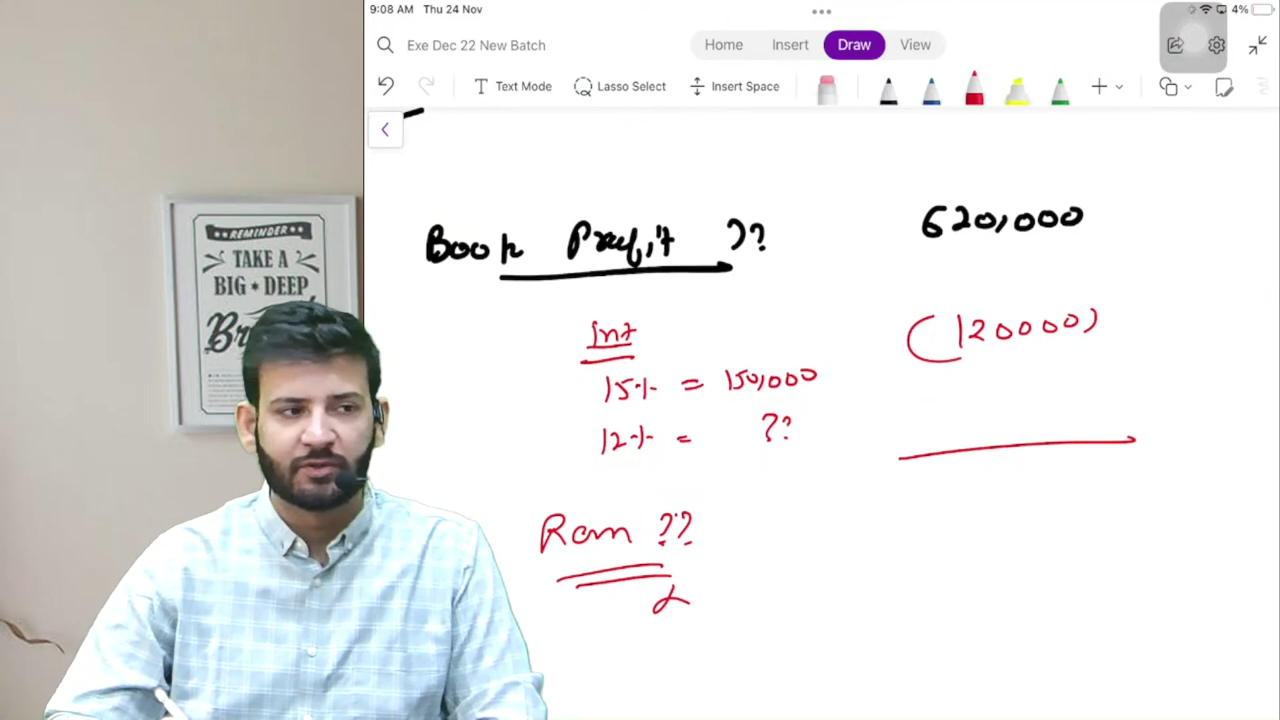 9:08 AM Thu 24 Nov
4%
Exe Dec 22 New Batch
Home Insert Draw View
Text Mode Lasso Select Insert Space
Book Profit ??
620,000
Int
(120000)
15% = 150,000
12% = ??
Rem ??
REMINDER
TAKE A
BIG DEEP